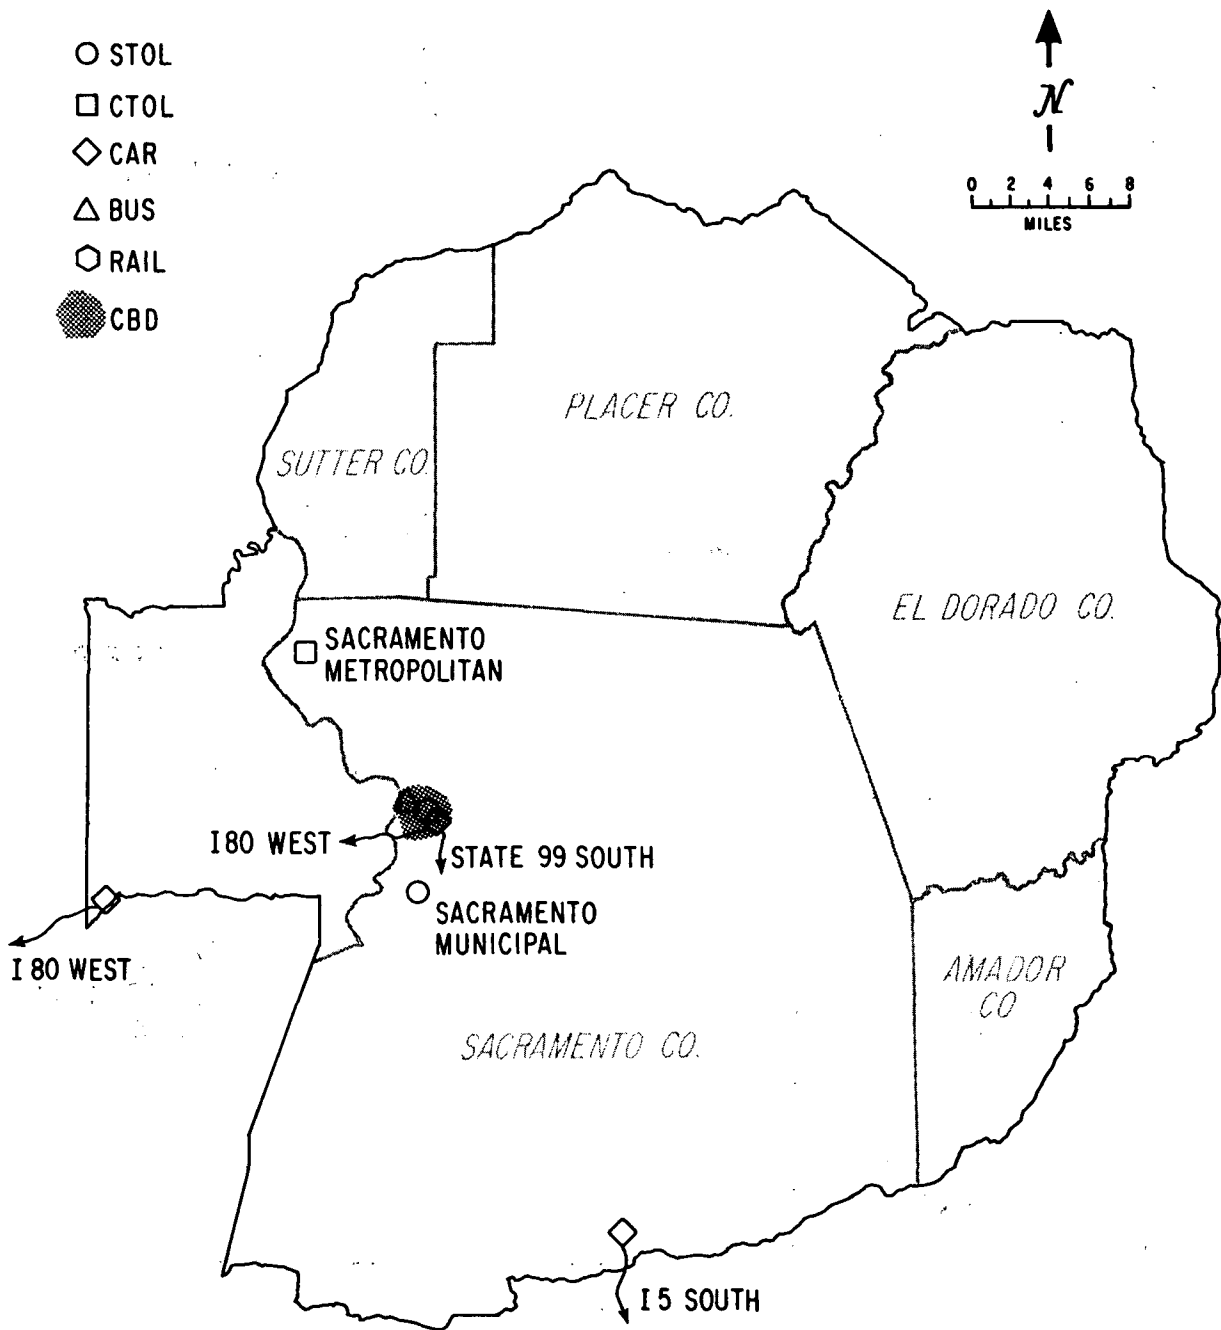 STOL
CTOL
CAR
BUS
RAIL
CBD
N
0 2 4 6 8
MILES
PLACER CO.
SUTTER CO.
EL DORADO CO.
SACRAMENTO
METROPOLITAN
I 80 WEST
STATE 99 SOUTH
SACRAMENTO
MUNICIPAL
I 80 WEST
AMADOR
CO
SACRAMENTO CO.
I 5 SOUTH